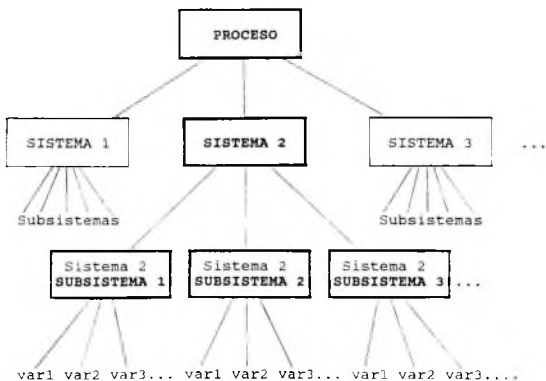 PROCESO
SISTEMA 1 SISTEMA 2 SISTEMA 3 ...
Subsistemas Subsistemas
Sistema 2 Sistema 2 Sistema 2
SUBSISTEMA 1 SUBSISTEMA 2 SUBSISTEMA 3 ...
var1 var2 var3... var1 var2 var3... var1 var2 var3....